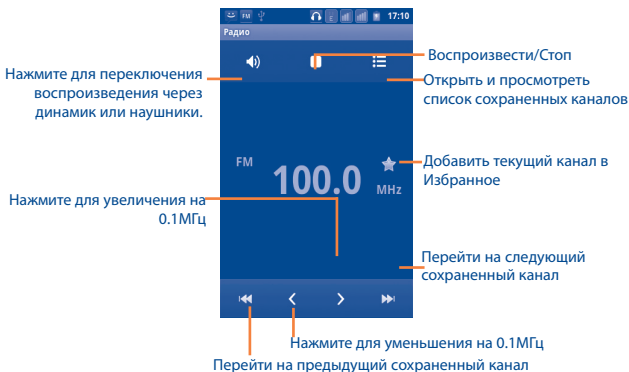 FM
E
17:10
Радио
Воспроизвести/Стоп
Нажмите для переключения
воспроизведения через
динамик или наушники.
Открыть и просмотреть
список сохраненных каналов
FM
100.0
MHz
Добавить текущий канал в
Избранное
Нажмите для увеличения на
0.1МГц
Перейти на следующий
сохраненный канал
Нажмите для уменьшения на 0.1МГц
Перейти на предыдущий сохраненный канал